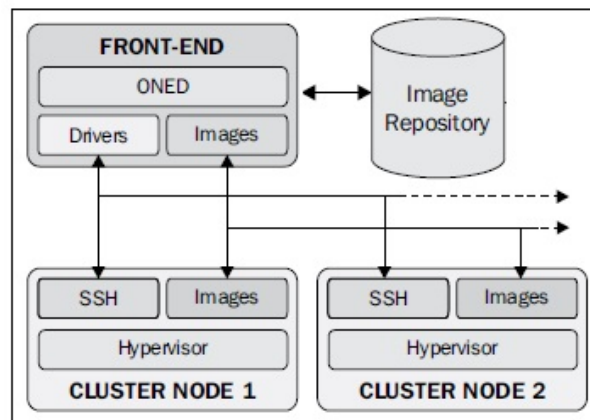 FRONT-END
ONED
Drivers Images
Image
Repository
SSH Images
Hypervisor
CLUSTER NODE 1
SSH Images
Hypervisor
CLUSTER NODE 2